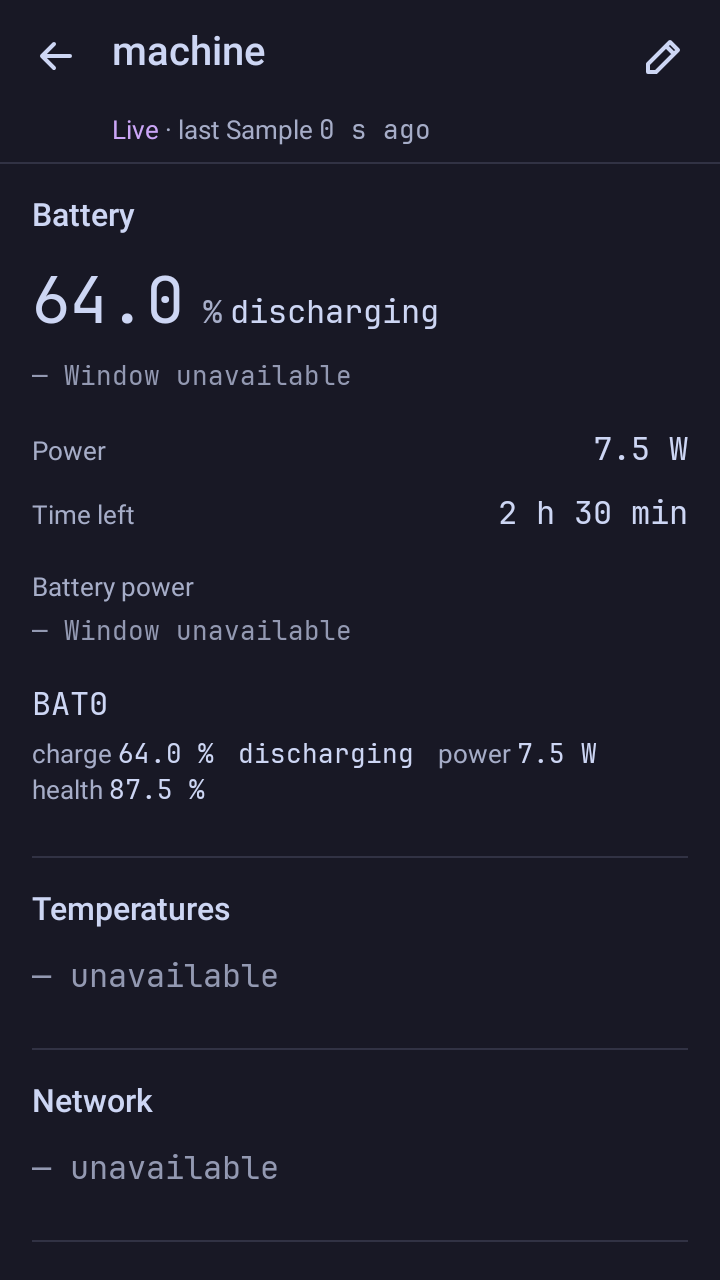 machine
Live · last Sample 0 s ago
Battery
64.0 % discharging
— Window unavailable
Power 7.5 W
Time left 2 h 30 min
Battery power
— Window unavailable
BAT0
charge 64.0 % discharging power 7.5 W
health 87.5 %
Temperatures
— unavailable
Network
— unavailable